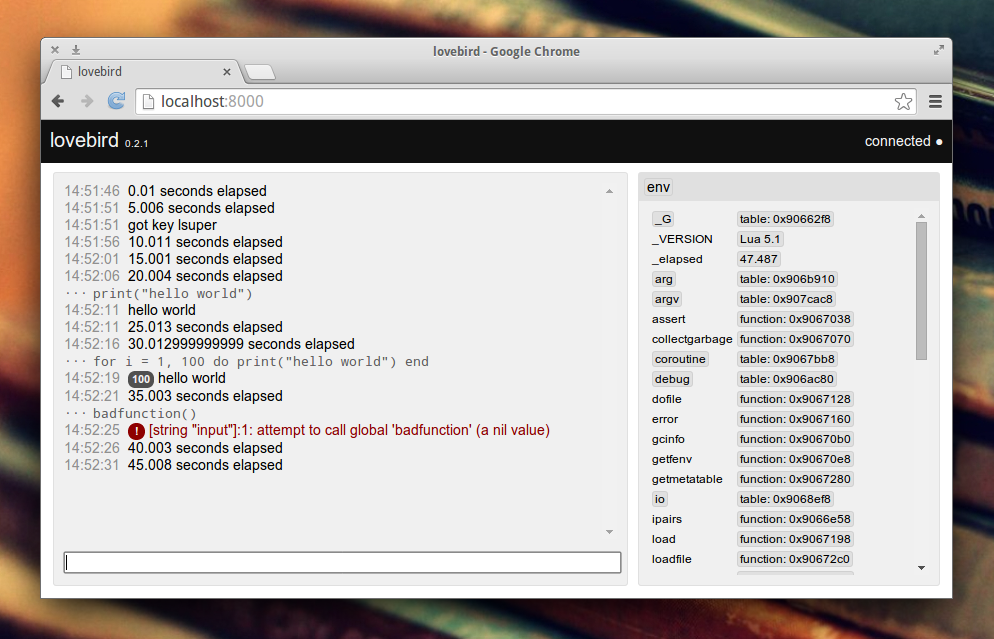 lovebird - Google Chrome
lovebird
localhost:8000
lovebird 0.2.1
connected
14:51:46 0.01 seconds elapsed
14:51:51 5.006 seconds elapsed
14:51:51 got key lsuper
14:51:56 10.011 seconds elapsed
14:52:01 15.001 seconds elapsed
14:52:06 20.004 seconds elapsed
··· print("hello world")
14:52:11 hello world
14:52:11 25.013 seconds elapsed
14:52:16 30.012999999999 seconds elapsed
··· for i = 1, 100 do print("hello world") end
14:52:19 100 hello world
14:52:21 35.003 seconds elapsed
··· badfunction()
14:52:25 ! [string "input"]:1: attempt to call global 'badfunction' (a nil value)
14:52:26 40.003 seconds elapsed
14:52:31 45.008 seconds elapsed
env
_G table: 0x90662f8
_VERSION Lua 5.1
_elapsed 47.487
arg table: 0x906b910
argv table: 0x907cac8
assert function: 0x9067038
collectgarbage function: 0x9067070
coroutine table: 0x9067bb8
debug table: 0x906ac80
dofile function: 0x9067128
error function: 0x9067160
gcinfo function: 0x90670b0
getfenv function: 0x90670e8
getmetatable function: 0x9067280
io table: 0x9068ef8
ipairs function: 0x9066e58
load function: 0x9067198
loadfile function: 0x90672c0